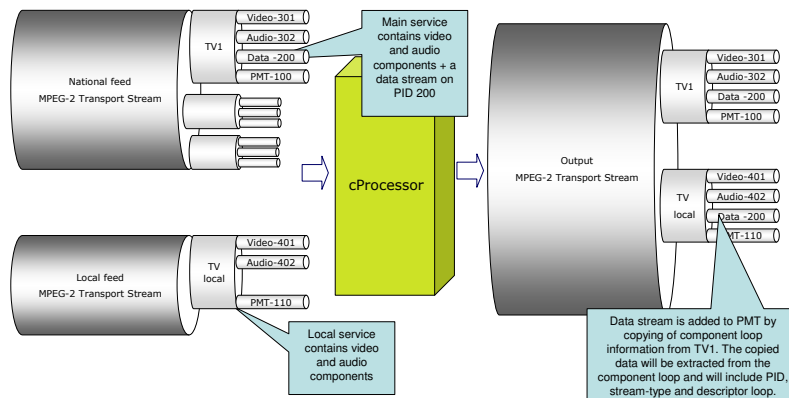 Video-301
Audio-302
Data -200
PMT-100
TV1
National feed
MPEG-2 Transport Stream
Main service
contains video
and audio
components + a
data stream on
PID 200
cProcessor
Video-401
Audio-402
PMT-110
TV
local
Local feed
MPEG-2 Transport Stream
Local service
contains video
and audio
components
Output
MPEG-2 Transport Stream
TV1
Video-301
Audio-302
Data -200
PMT-100
TV
local
Video-401
Audio-402
Data -200
PMT-110
Data stream is added to PMT by
copying of component loop
information from TV1. The copied
data will be extracted from the
component loop and will include PID,
stream-type and descriptor loop.